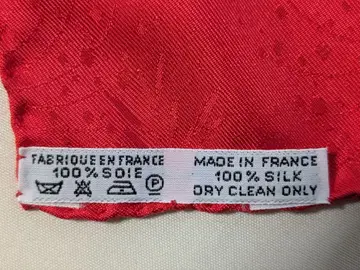 FABRIQUE EN FRANCE
100% SOIE
P
MADE IN FRANCE
100% SILK
DRY CLEAN ONLY